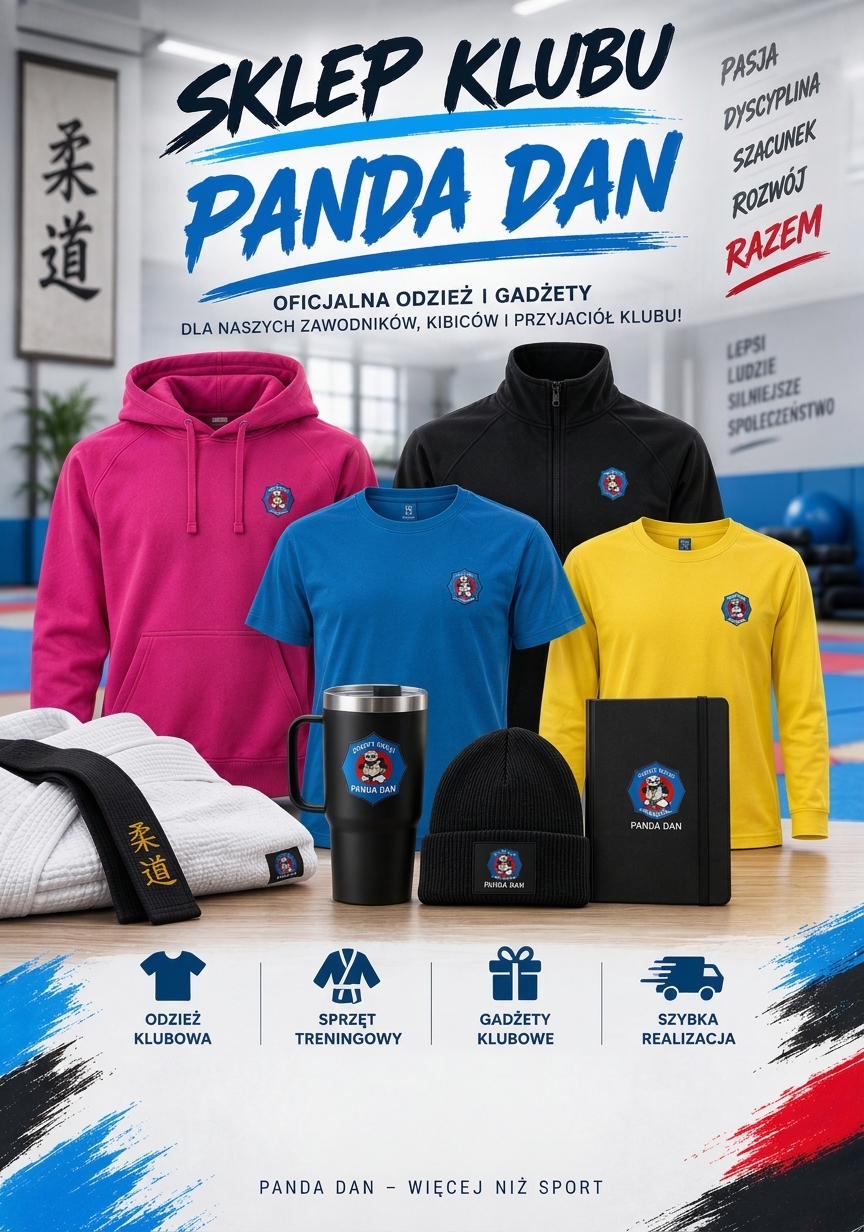 SKLEP KLUBU
PANDA DAN
OFICJALNA ODZIEŻ I GADŻETY
DLA NASZYCH ZAWODNIKÓW, KIBICÓW I PRZYJACIÓŁ KLUBU!
PASJA
DYSCYPLINA
SZACUNEK
ROZWÓJ
RAZEM
柔道
LEPSI
LUDZIE
SILNIEJSZE
SPOŁECZEŃSTWO
柔道
PANDA DAN
ODZIEŻ
KLUBOWA
SPRZĘT
TRENINGOWY
GADŻETY
KLUBOWE
SZYBKA
REALIZACJA
PANDA DAN – WIĘCEJ NIŻ SPORT